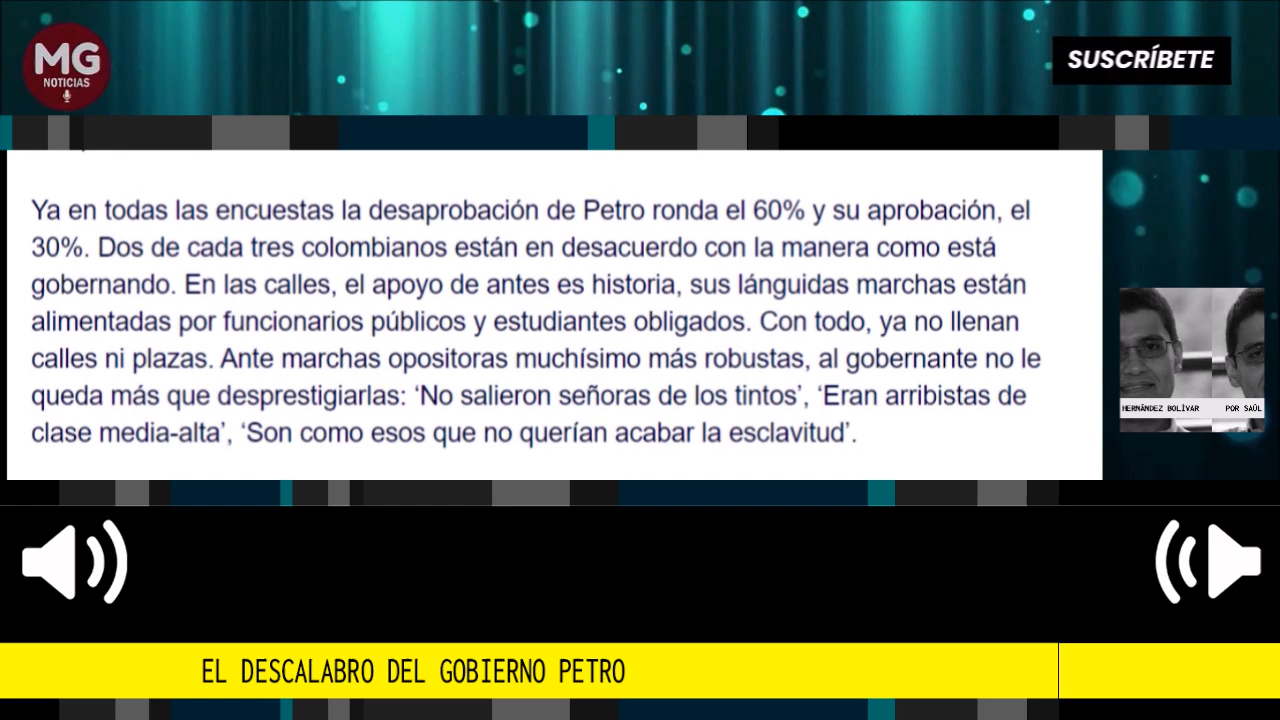 MG
NOTICIAS
SUSCRÍBETE
Ya en todas las encuestas la desaprobación de Petro ronda el 60% y su aprobación, el
30%. Dos de cada tres colombianos están en desacuerdo con la manera como está
gobernando. En las calles, el apoyo de antes es historia, sus lánguidas marchas están
alimentadas por funcionarios públicos y estudiantes obligados. Con todo, ya no llenan
calles ni plazas. Ante marchas opositoras muchísimo más robustas, al gobernante no le
queda más que desprestigiarlas: ‘No salieron señoras de los tintos’, ‘Eran arribistas de
clase media-alta’, ‘Son como esos que no querían acabar la esclavitud’.
HERNÁNDEZ BOLÍVAR POR SAÚL
EL DESCALABRO DEL GOBIERNO PETRO